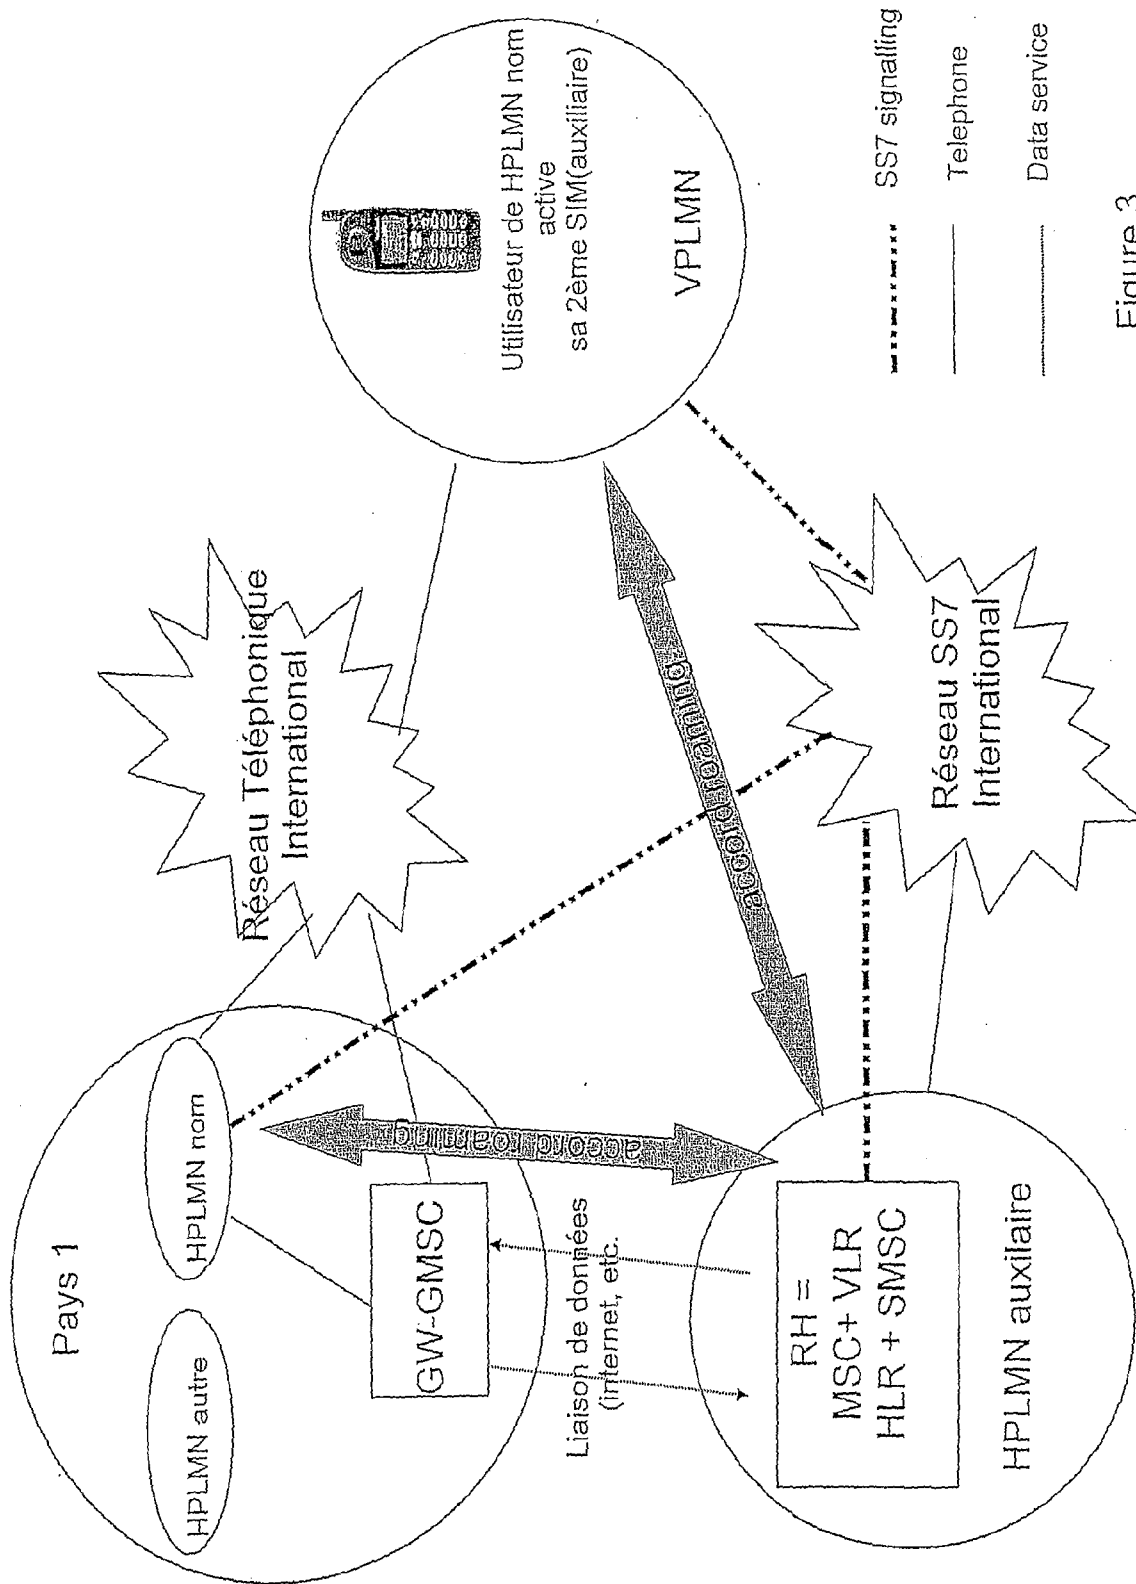 Pays 1
HPLMN autre
HPLMN nom
GW-GMSC
Réseau Téléphonique
International
Utilisateur de HPLMN nom
active
sa 2ème SIM(auxiliaire)
VPLMN
accord roaming
accord roaming
Liaison de données
(internet, etc.
RH =
MSC+ VLR
HLR + SMSC
HPLMN auxilaire
Réseau SS7
International
SS7 signalling
Telephone
Data service
Figure 3